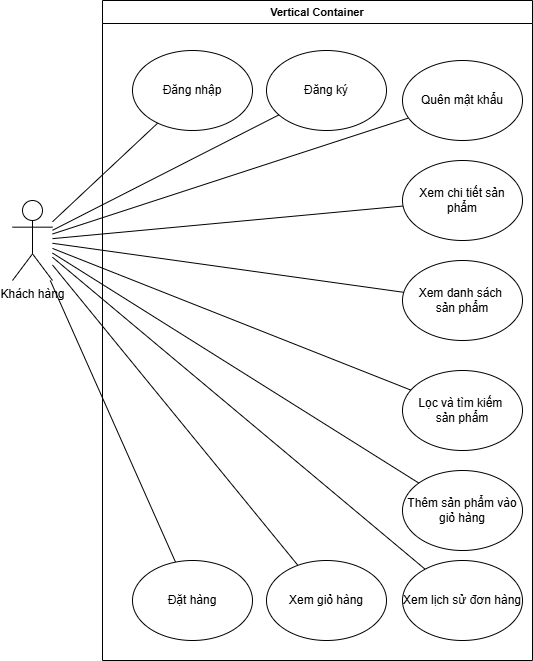 Vertical Container
Đăng nhập
Đăng ký
Quên mật khẩu
Xem chi tiết sản
phẩm
Khách hàng
Xem danh sách
sản phẩm
Lọc và tìm kiếm
sản phẩm
Thêm sản phẩm vào
giỏ hàng
Đặt hàng
Xem giỏ hàng
Xem lịch sử đơn hàng